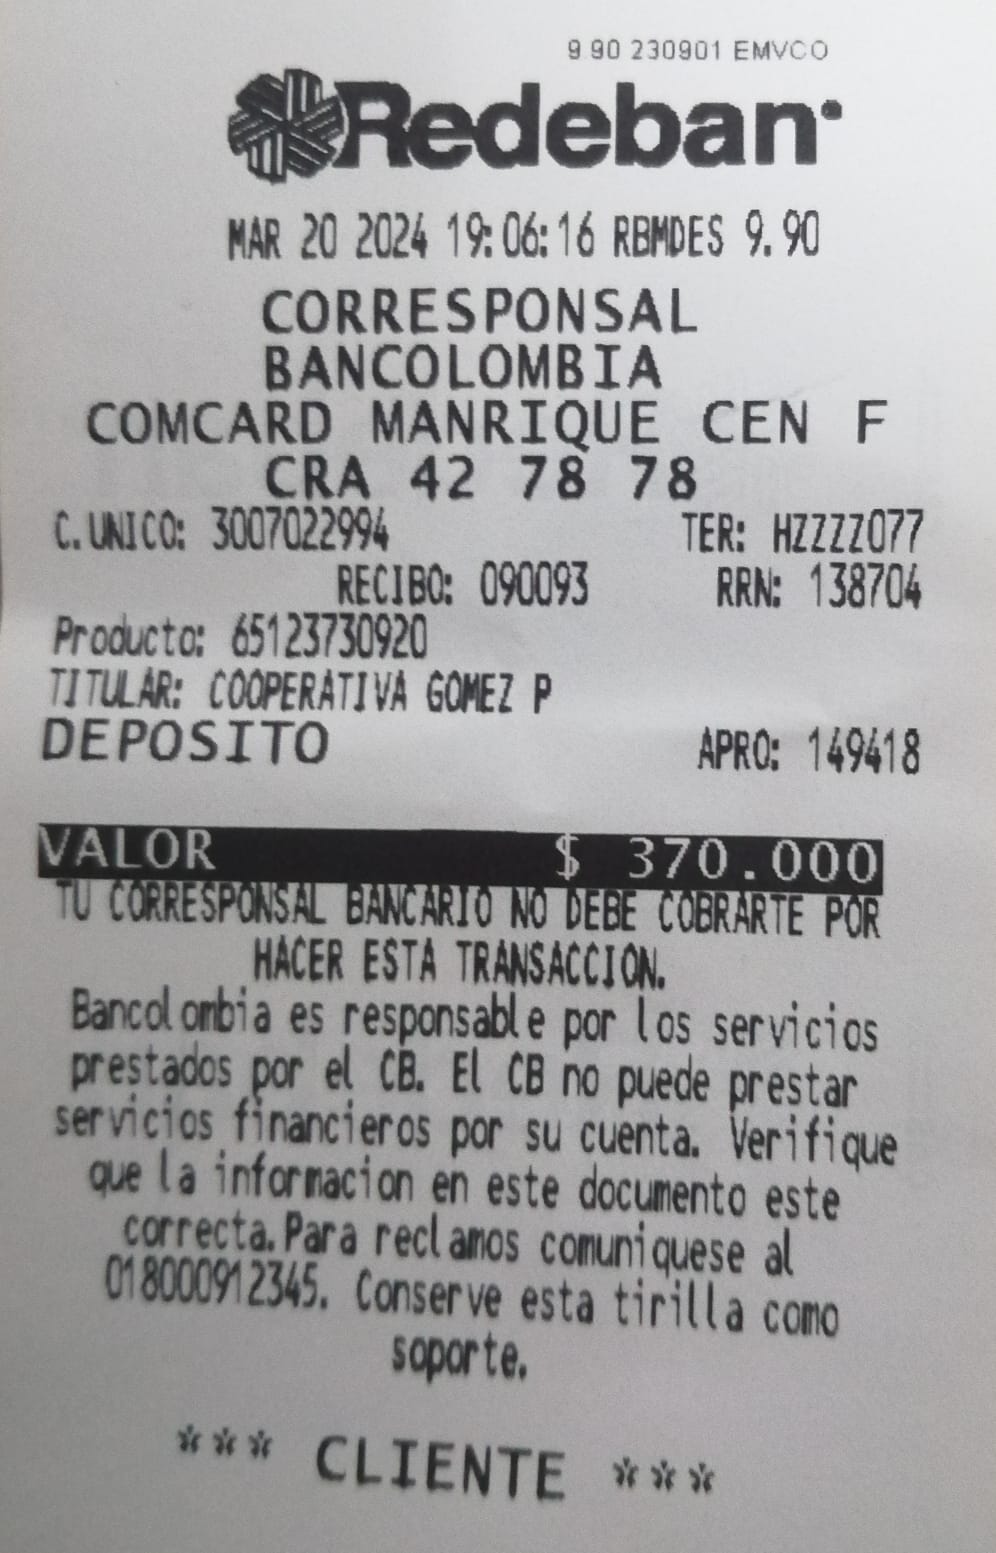 9 90 230901 EMVCO
Redeban
MAR 20 2024 19:06:16 RBMDES 9.90
CORRESPONSAL
BANCOLOMBIA
COMCARD MANRIQUE CEN F
CRA 42 78 78
C.UNICO: 3007022994 TER: HZZZZ077
RECIBO: 090093 RRN: 138704
Producto: 65123730920
TITULAR: COOPERATIVA GOMEZ P
DEPOSITO APRO: 149418
VALOR $ 370.000
TU CORRESPONSAL BANCARIO NO DEBE COBRARTE POR
HACER ESTA TRANSACCION.
Bancolombia es responsable por los servicios
prestados por el CB. El CB no puede prestar
servicios financieros por su cuenta. Verifique
que la informacion en este documento este
correcta.Para reclamos comuniquese al
018000912345. Conserve esta tirilla como
soporte.
*** CLIENTE ***